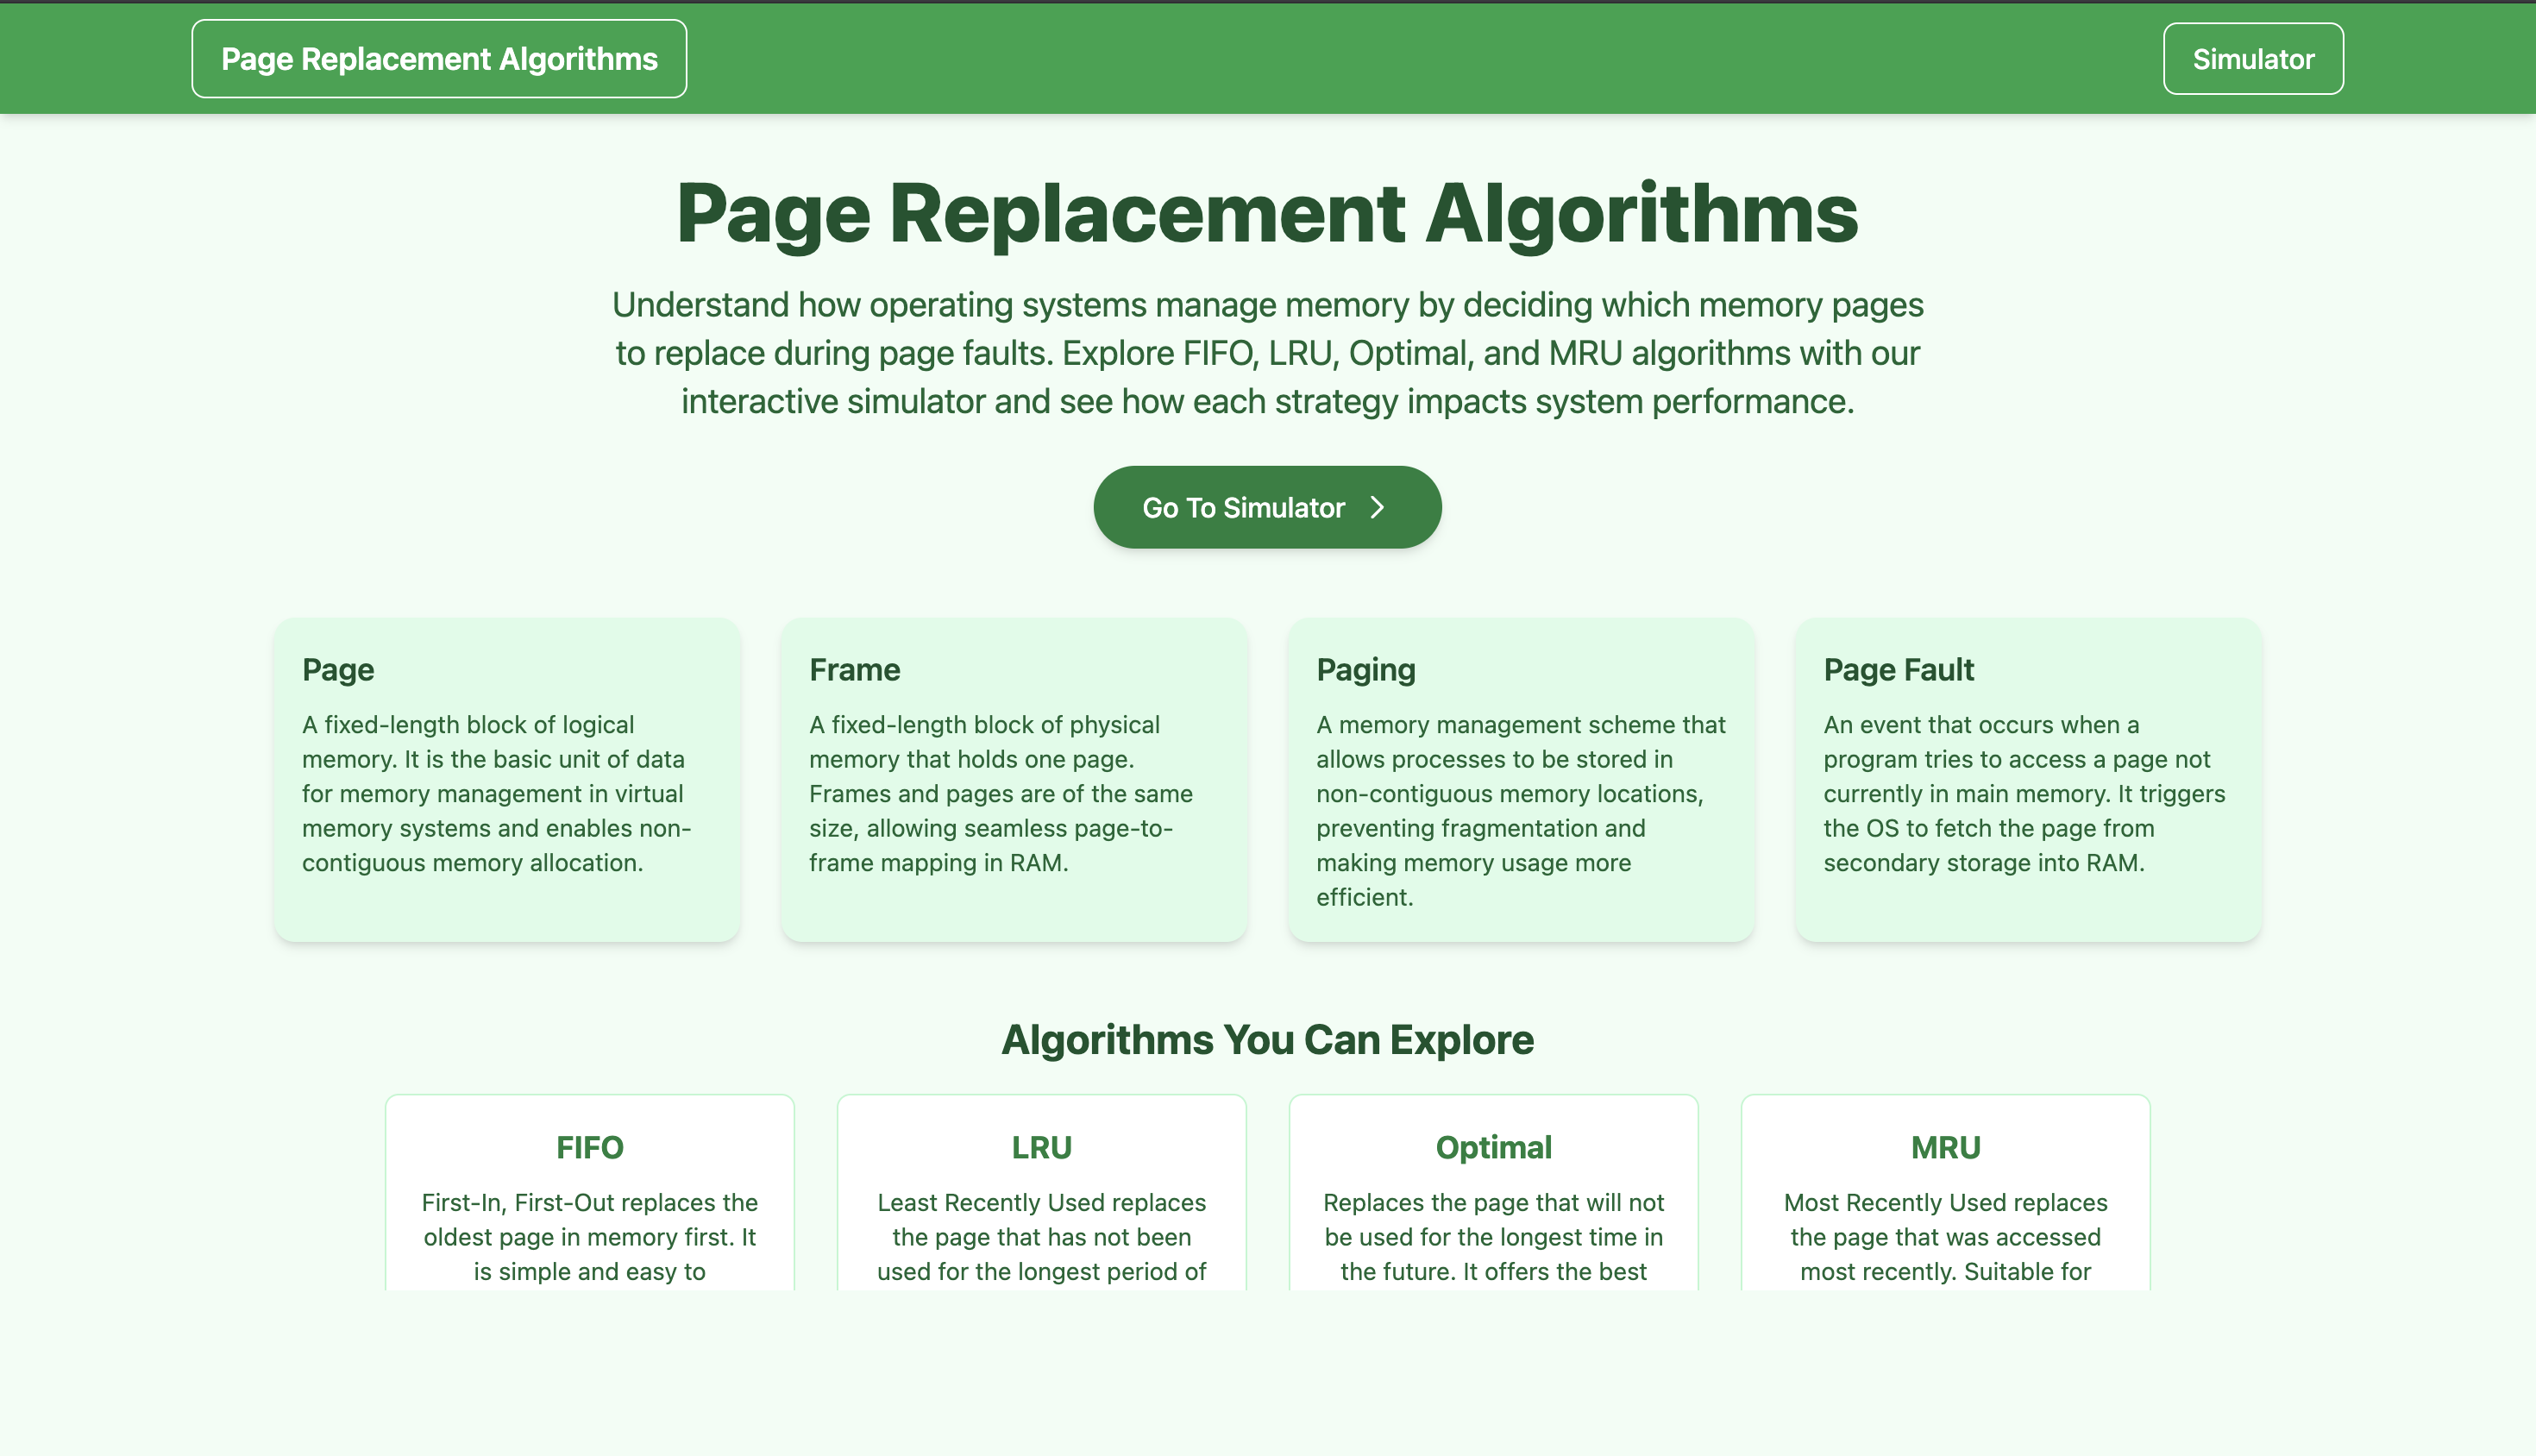 Page Replacement Algorithms
Simulator
Page Replacement Algorithms
Understand how operating systems manage memory by deciding which memory pages
to replace during page faults. Explore FIFO, LRU, Optimal, and MRU algorithms with our
interactive simulator and see how each strategy impacts system performance.
Go To Simulator
Page
A fixed-length block of logical
memory. It is the basic unit of data
for memory management in virtual
memory systems and enables non-
contiguous memory allocation.
Frame
A fixed-length block of physical
memory that holds one page.
Frames and pages are of the same
size, allowing seamless page-to-
frame mapping in RAM.
Paging
A memory management scheme that
allows processes to be stored in
non-contiguous memory locations,
preventing fragmentation and
making memory usage more
efficient.
Page Fault
An event that occurs when a
program tries to access a page not
currently in main memory. It triggers
the OS to fetch the page from
secondary storage into RAM.
Algorithms You Can Explore
FIFO
First-In, First-Out replaces the
oldest page in memory first. It
is simple and easy to
LRU
Least Recently Used replaces
the page that has not been
used for the longest period of
Optimal
Replaces the page that will not
be used for the longest time in
the future. It offers the best
MRU
Most Recently Used replaces
the page that was accessed
most recently. Suitable for